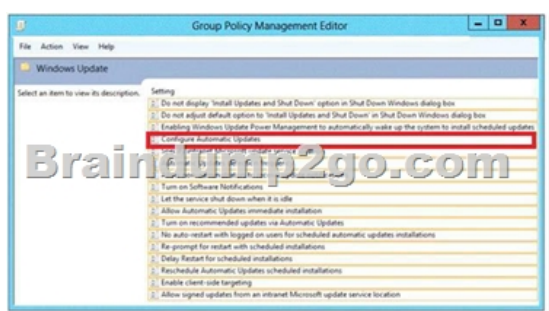 Group Policy Management Editor
File Action View Help
Windows Update
Select an item to view its description.
Setting
Do not display 'Install Updates and Shut Down' option in Shut Down Windows dialog box
Do not adjust default option to 'Install Updates and Shut Down' in Shut Down Windows dialog box
Enabling Windows Update Power Management to automatically wake up the system to install scheduled updates
Configure Automatic Updates
Microsoft update service
Braindump2go.com
Turn on Software Notifications
Let the service shut down when it is idle
Allow Automatic Updates immediate installation
Turn on recommended updates via Automatic Updates
No auto-restart with logged on users for scheduled automatic updates installations
Re-prompt for restart with scheduled installations
Delay Restart for scheduled installations
Reschedule Automatic Updates scheduled installations
Enable client-side targeting
Allow signed updates from an intranet Microsoft update service location